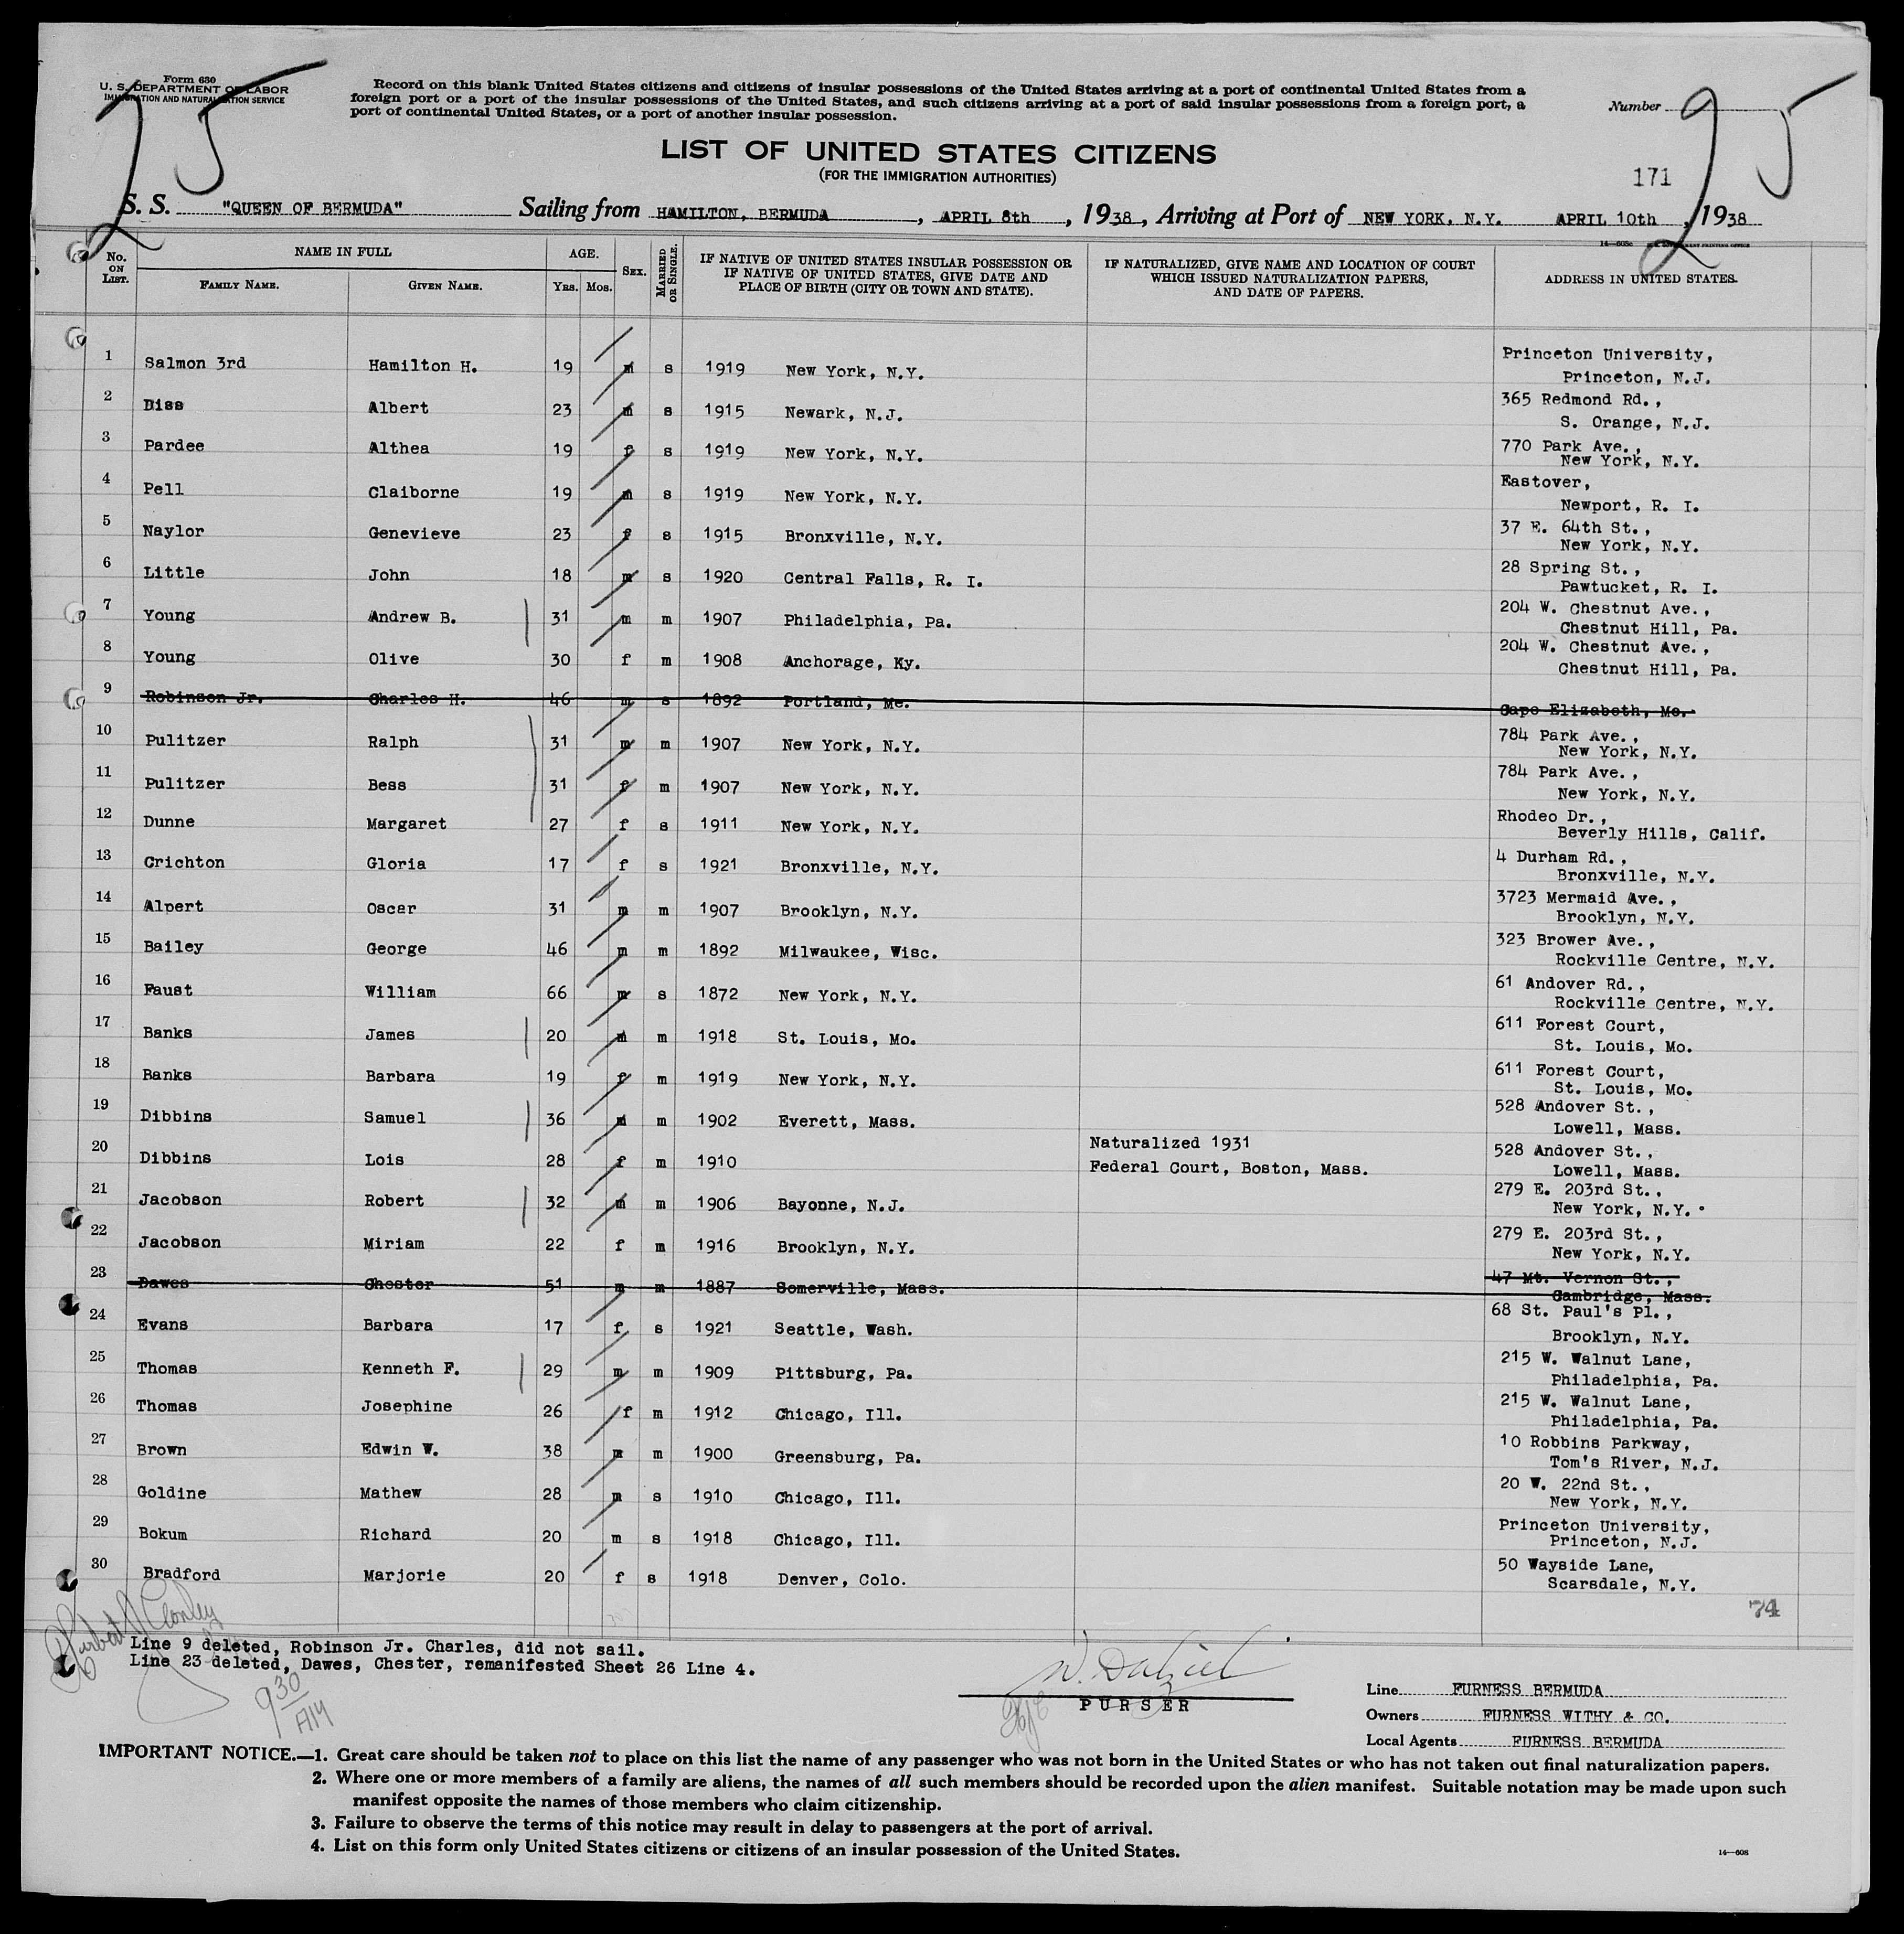 Form 630
U. S. DEPARTMENT OF LABOR
IMMIGRATION AND NATURALIZATION SERVICE
Record on this blank United States citizens and citizens of insular possessions of the United States arriving at a port of continental United States from a
foreign port or a port of the insular possessions of the United States, and such citizens arriving at a port of said insular possessions from a foreign port, a
port of continental United States, or a port of another insular possession.
Number
25
25
LIST OF UNITED STATES CITIZENS
(FOR THE IMMIGRATION AUTHORITIES)
171
S. S. "QUEEN OF BERMUDA" Sailing from HAMILTON, BERMUDA, APRIL 8th, 1938, Arriving at Port of NEW YORK, N.Y. APRIL 10th, 1938
No. ON LIST. NAME IN FULL FAMILY NAME. GIVEN NAME. AGE. YRS. MOS. SEX. MARRIED OR SINGLE. IF NATIVE OF UNITED STATES INSULAR POSSESSION OR IF NATIVE OF UNITED STATES, GIVE DATE AND PLACE OF BIRTH (CITY OR TOWN AND STATE). IF NATURALIZED, GIVE NAME AND LOCATION OF COURT WHICH ISSUED NATURALIZATION PAPERS, AND DATE OF PAPERS. ADDRESS IN UNITED STATES.
1 Salmon 3rd Hamilton H. 19 m s 1919 New York, N.Y. Princeton University, Princeton, N.J.
2 Diss Albert 23 m s 1915 Newark, N.J. 365 Redmond Rd., S. Orange, N.J.
3 Pardee Althea 19 f s 1919 New York, N.Y. 770 Park Ave., New York, N.Y.
4 Pell Claiborne 19 m s 1919 New York, N.Y. Eastover, Newport, R. I.
5 Naylor Genevieve 23 f s 1915 Bronxville, N.Y. 37 E. 64th St., New York, N.Y.
6 Little John 18 m s 1920 Central Falls, R. I. 28 Spring St., Pawtucket, R. I.
7 Young Andrew B. 31 m m 1907 Philadelphia, Pa. 204 W. Chestnut Ave., Chestnut Hill, Pa.
8 Young Olive 30 f m 1908 Anchorage, Ky. 204 W. Chestnut Ave., Chestnut Hill, Pa.
9 Robinson Jr. Charles H. 46 m s 1892 Portland, Me. Cape Elizabeth, Me.
10 Pulitzer Ralph 31 m m 1907 New York, N.Y. 784 Park Ave., New York, N.Y.
11 Pulitzer Bess 31 f m 1907 New York, N.Y. 784 Park Ave., New York, N.Y.
12 Dunne Margaret 27 f s 1911 New York, N.Y. Rhodeo Dr., Beverly Hills, Calif.
13 Crichton Gloria 17 f s 1921 Bronxville, N.Y. 4 Durham Rd., Bronxville, N.Y.
14 Alpert Oscar 31 m m 1907 Brooklyn, N.Y. 3723 Mermaid Ave., Brooklyn, N.Y.
15 Bailey George 46 m m 1892 Milwaukee, Wisc. 323 Brower Ave., Rockville Centre, N.Y.
16 Faust William 66 m s 1872 New York, N.Y. 61 Andover Rd., Rockville Centre, N.Y.
17 Banks James 20 m m 1918 St. Louis, Mo. 611 Forest Court, St. Louis, Mo.
18 Banks Barbara 19 f m 1919 New York, N.Y. 611 Forest Court, St. Louis, Mo.
19 Dibbins Samuel 36 m m 1902 Everett, Mass. 528 Andover St., Lowell, Mass.
20 Dibbins Lois 28 f m 1910 Naturalized 1931 Federal Court, Boston, Mass. 528 Andover St., Lowell, Mass.
21 Jacobson Robert 32 m m 1906 Bayonne, N.J. 279 E. 203rd St., New York, N.Y.
22 Jacobson Miriam 22 f m 1916 Brooklyn, N.Y. 279 E. 203rd St., New York, N.Y.
23 Dawes Chester 51 m m 1887 Somerville, Mass. 47 Mt. Vernon St., Cambridge, Mass.
24 Evans Barbara 17 f s 1921 Seattle, Wash. 68 St. Paul's Pl., Brooklyn, N.Y.
25 Thomas Kenneth F. 29 m m 1909 Pittsburg, Pa. 215 W. Walnut Lane, Philadelphia, Pa.
26 Thomas Josephine 26 f m 1912 Chicago, Ill. 215 W. Walnut Lane, Philadelphia, Pa.
27 Brown Edwin W. 38 m m 1900 Greensburg, Pa. 10 Robbins Parkway, Tom's River, N.J.
28 Goldine Mathew 28 m s 1910 Chicago, Ill. 20 W. 22nd St., New York, N.Y.
29 Bokum Richard 20 m s 1918 Chicago, Ill. Princeton University, Princeton, N.J.
30 Bradford Marjorie 20 f s 1918 Denver, Colo. 50 Wayside Lane, Scarsdale, N.Y.
74
Line 9 deleted, Robinson Jr. Charles, did not sail.
Line 23 deleted, Dawes, Chester, remanifested Sheet 26 Line 4.
930 AM
PURSER
Line FURNESS BERMUDA
Owners FURNESS WITHY & CO.
Local Agents FURNESS BERMUDA
IMPORTANT NOTICE.—1. Great care should be taken not to place on this list the name of any passenger who was not born in the United States or who has not taken out final naturalization papers.
2. Where one or more members of a family are aliens, the names of all such members should be recorded upon the alien manifest. Suitable notation may be made upon such
manifest opposite the names of those members who claim citizenship.
3. Failure to observe the terms of this notice may result in delay to passengers at the port of arrival.
4. List on this form only United States citizens or citizens of an insular possession of the United States.
14—608